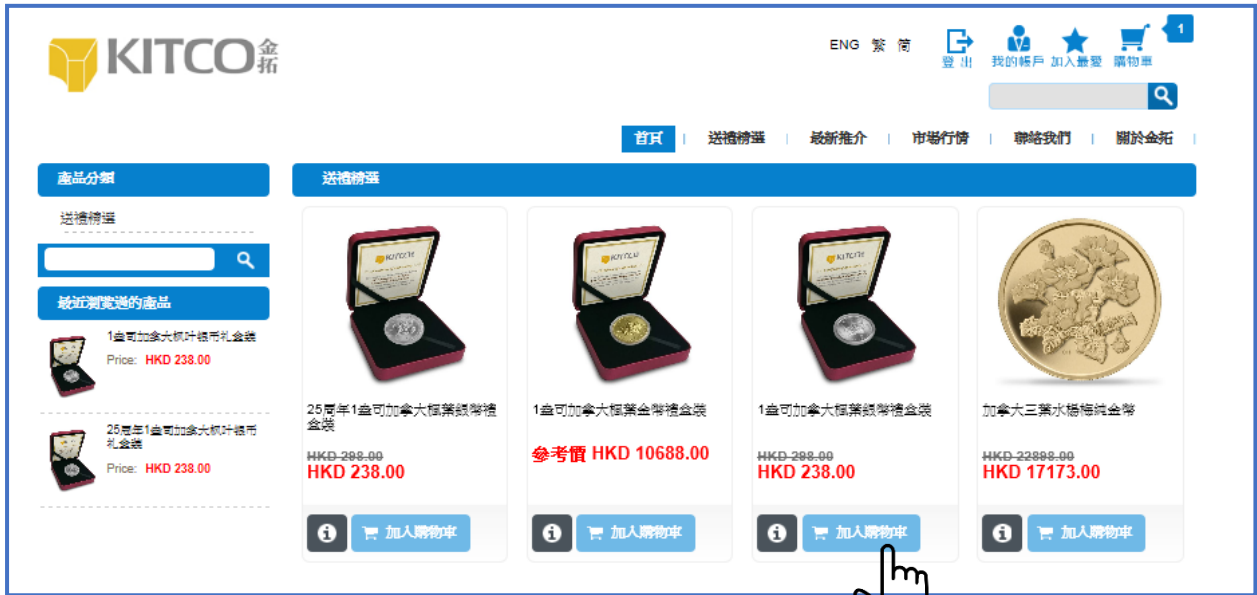 KITCO 金拓
ENG 繁 简
1
登出
我的帳戶 加入最愛 購物車
首頁 | 送禮精選 | 最新推介 | 市場行情 | 聯絡我們 | 關於金拓 |
產品分類
送禮精選
最近瀏覽過的產品
1盎司加拿大枫叶银币礼盒装
Price: HKD 238.00
25周年1盎司加拿大枫叶银币
礼盒装
Price: HKD 238.00
送禮精選
KITCO
25周年1盎司加拿大楓葉銀幣禮
盒裝
HKD 298.00
HKD 238.00
加入購物車
KITCO
1盎司加拿大楓葉金幣禮盒裝
參考價 HKD 10688.00
加入購物車
KITCO
1盎司加拿大楓葉銀幣禮盒裝
HKD 298.00
HKD 238.00
加入購物車
加拿大三葉水楊梅純金幣
HKD 22898.00
HKD 17173.00
加入購物車